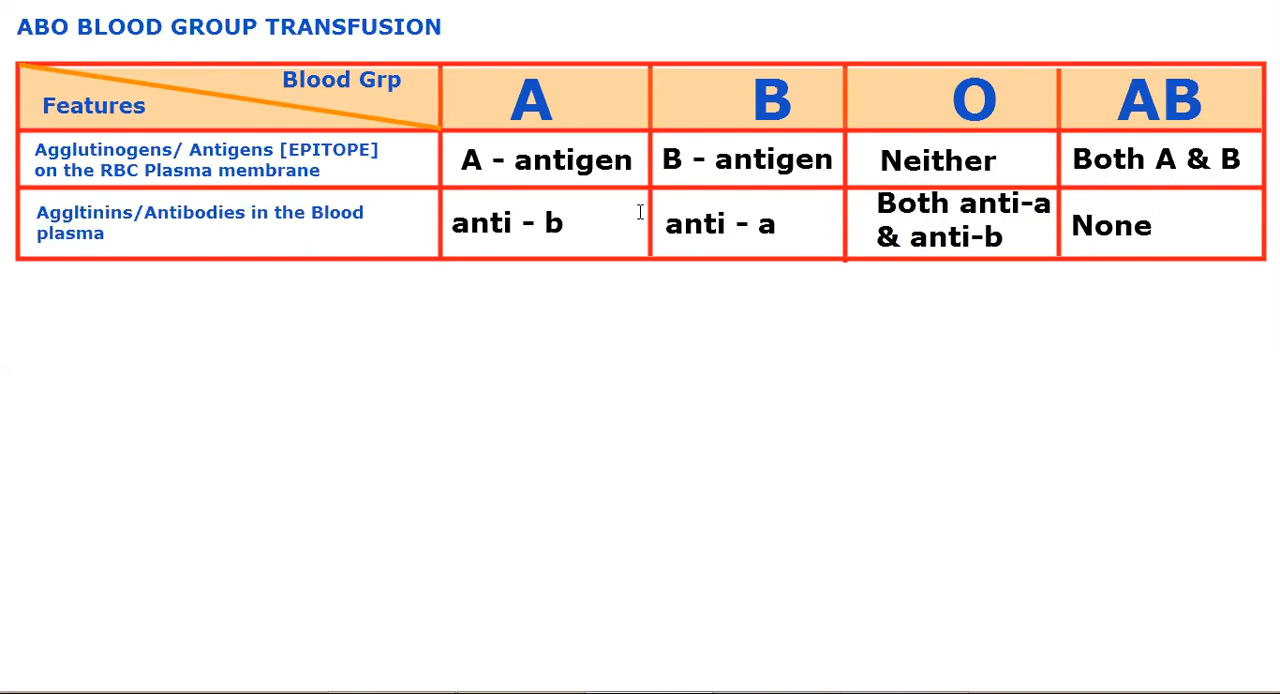 ABO BLOOD GROUP TRANSFUSION
Blood Grp
Features
A
B
O
AB
Agglutinogens/ Antigens [EPITOPE]
on the RBC Plasma membrane
A - antigen
B - antigen
Neither
Both A & B
Aggltinins/Antibodies in the Blood
plasma
anti - b
anti - a
Both anti-a
& anti-b
None